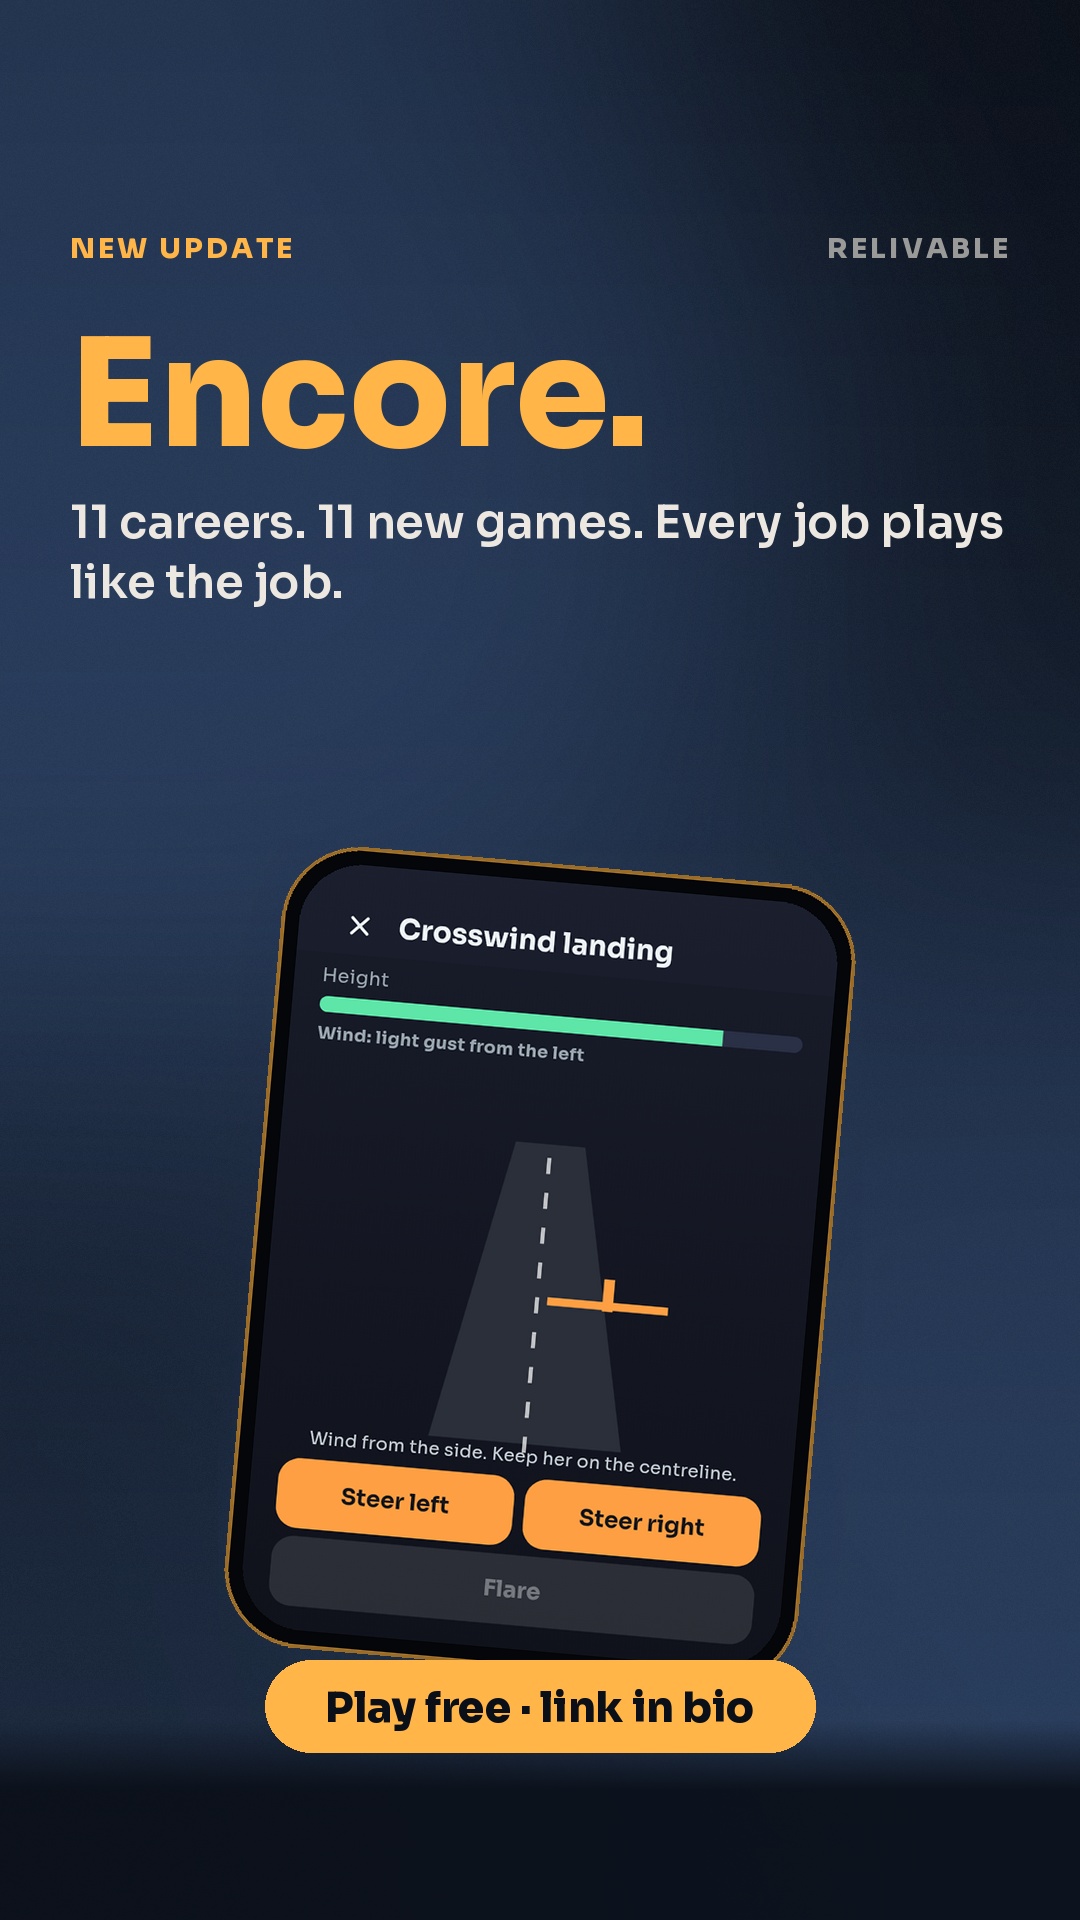 NEW UPDATE
RELIVABLE
Encore.
11 careers. 11 new games. Every job plays
like the job.
Crosswind landing
Height
Wind: light gust from the left
Wind from the side. Keep her on the centreline.
Steer left
Steer right
Flare
Play free · link in bio